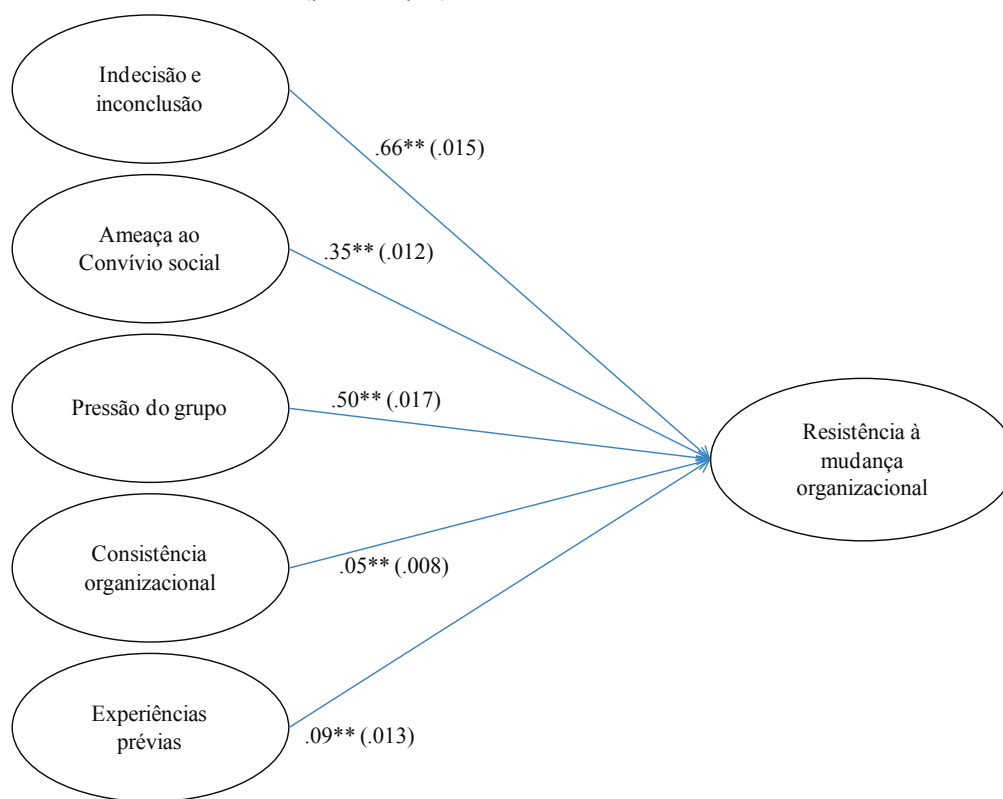 Indecisão e
inconclusão
.66** (.015)
Ameaça ao
Convívio social
.35** (.012)
Pressão do grupo
.50** (.017)
Resistência à
mudança
organizacional
Consistência
organizacional
.05** (.008)
Experiências
prévias
.09** (.013)